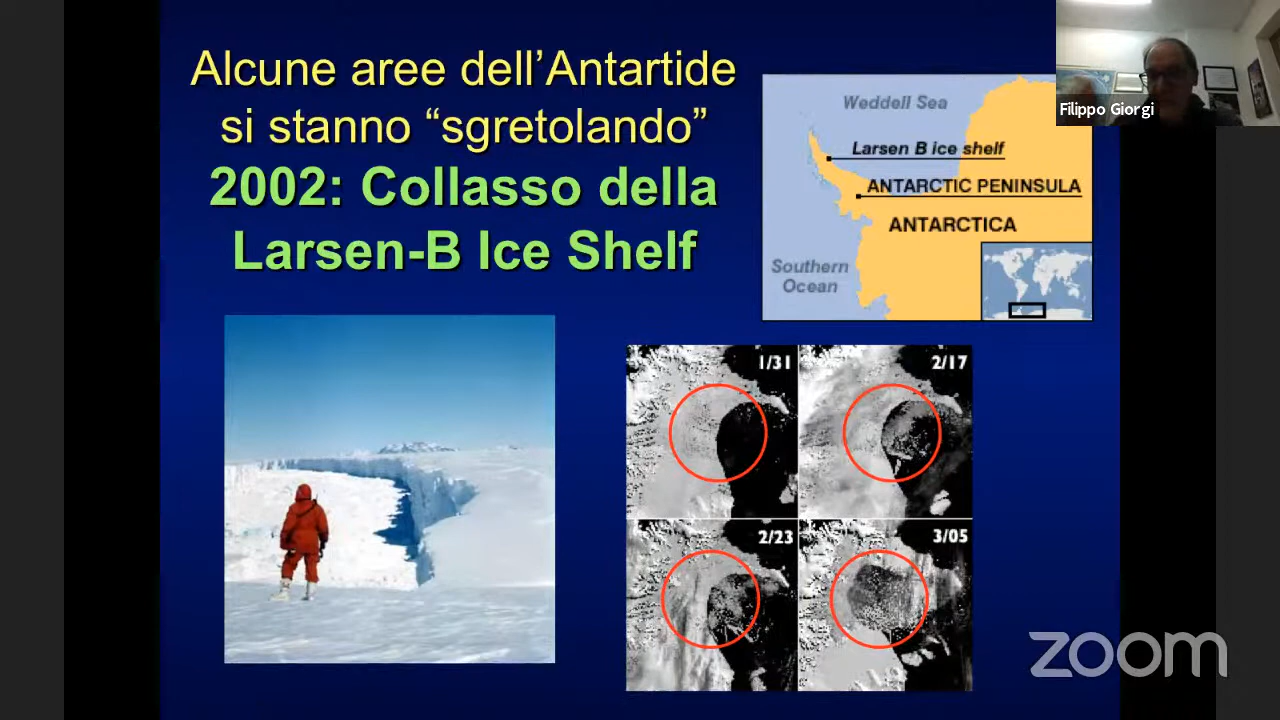 Alcune aree dell’Antartide
si stanno “sgretolando”
2002: Collasso della
Larsen-B Ice Shelf
Weddell Sea
Larsen B ice shelf
ANTARCTIC PENINSULA
ANTARCTICA
Southern
Ocean
Filippo Giorgi
1/31
2/17
2/23
3/05
zoom